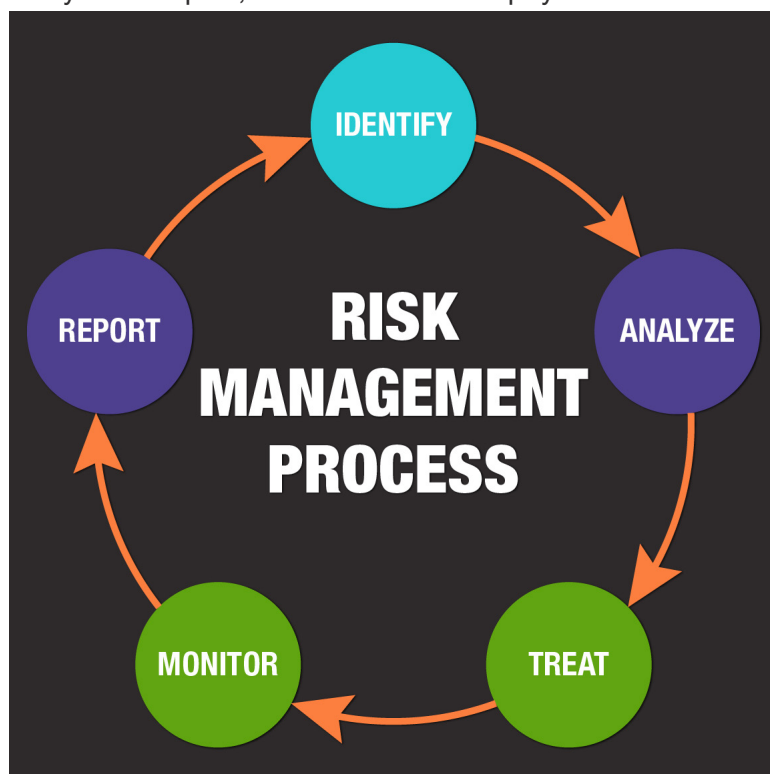 IDENTIFY
ANALYZE
TREAT
MONITOR
REPORT
RISK
MANAGEMENT
PROCESS